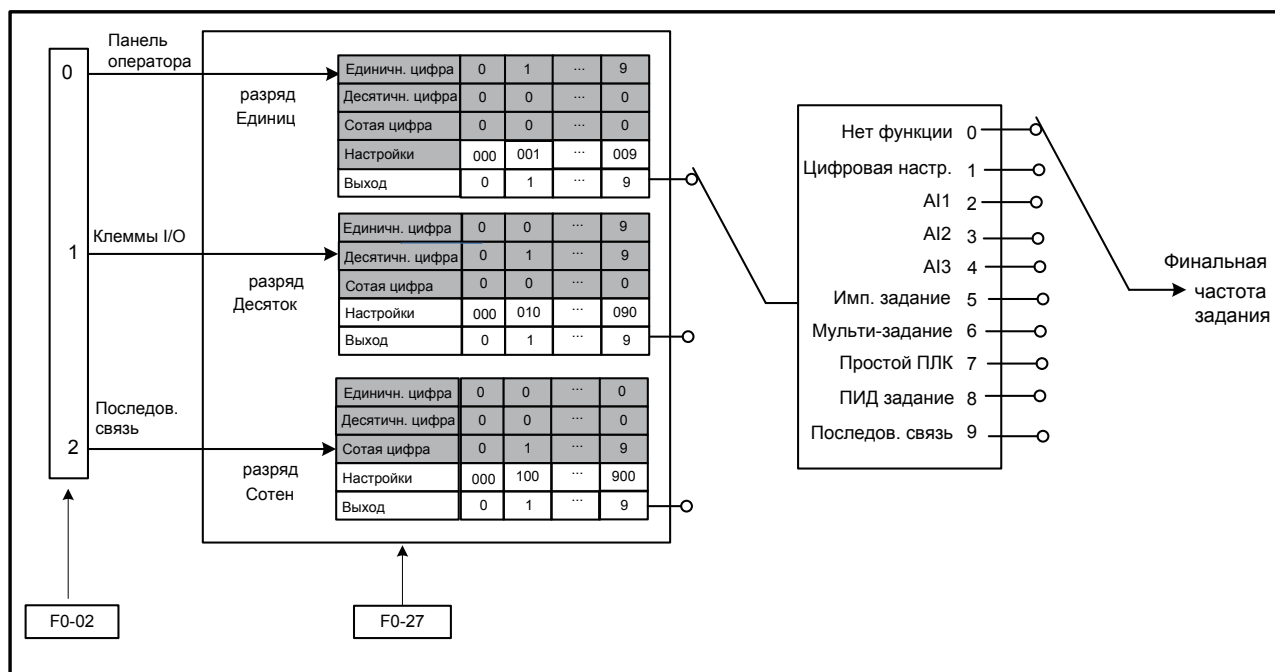 Панель
оператора
0
разряд
Единиц
Единичн. цифра 0 1 ... 9
Десятичн. цифра 0 0 ... 0
Сотая цифра 0 0 ... 0
Настройки 000 001 ... 009
Выход 0 1 ... 9
Клеммы I/O
1
разряд
Десяток
Единичн. цифра 0 0 ... 9
Десятичн. цифра 0 1 ... 9
Сотая цифра 0 0 ... 0
Настройки 000 010 ... 090
Выход 0 1 ... 9
Последов.
связь
2
разряд
Сотен
Единичн. цифра 0 0 ... 0
Десятичн. цифра 0 0 ... 0
Сотая цифра 0 1 ... 9
Настройки 000 100 ... 900
Выход 0 1 ... 9
F0-02
F0-27
Нет функции 0
Цифровая настр. 1
AI1 2
AI2 3
AI3 4
Имп. задание 5
Мульти-задание 6
Простой ПЛК 7
ПИД задание 8
Последов. связь 9
Финальная
частота
задания